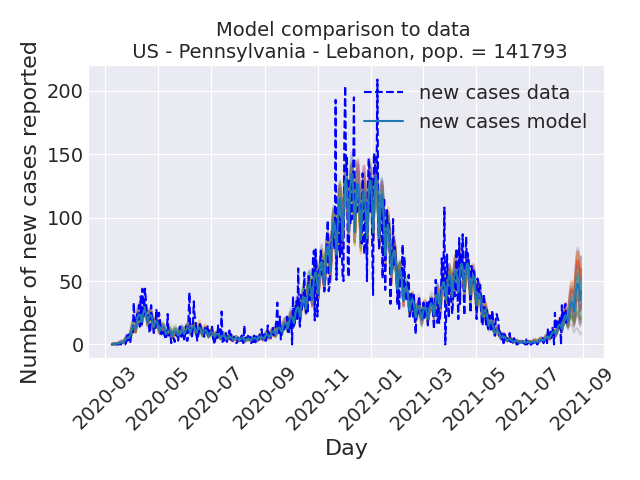 Model comparison to data
US - Pennsylvania - Lebanon, pop. = 141793
Number of new cases reported
200
150
100
50
0
new cases data
new cases model
2020-03
2020-05
2020-07
2020-09
2020-11
2021-01
2021-03
2021-05
2021-07
2021-09
Day